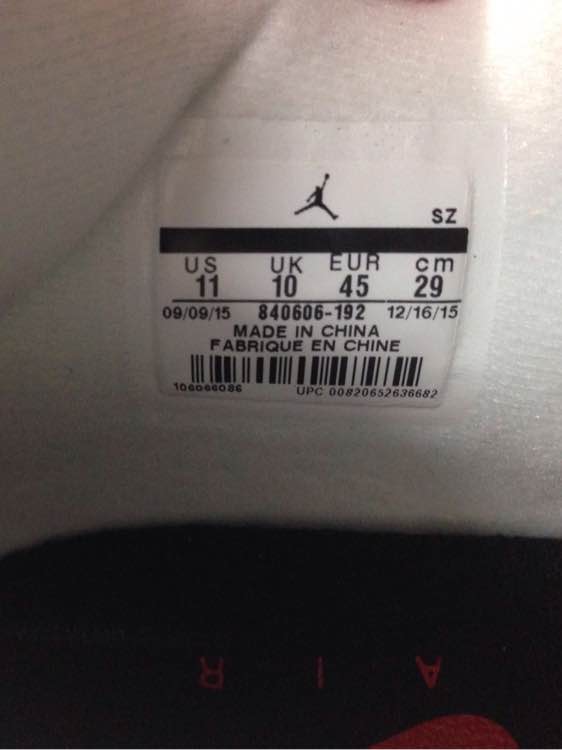 SZ
US UK EUR cm
11 10 45 29
09/09/15 840606-192 12/16/15
MADE IN CHINA
FABRIQUE EN CHINE
106066086 UPC 00820652636682
AIR